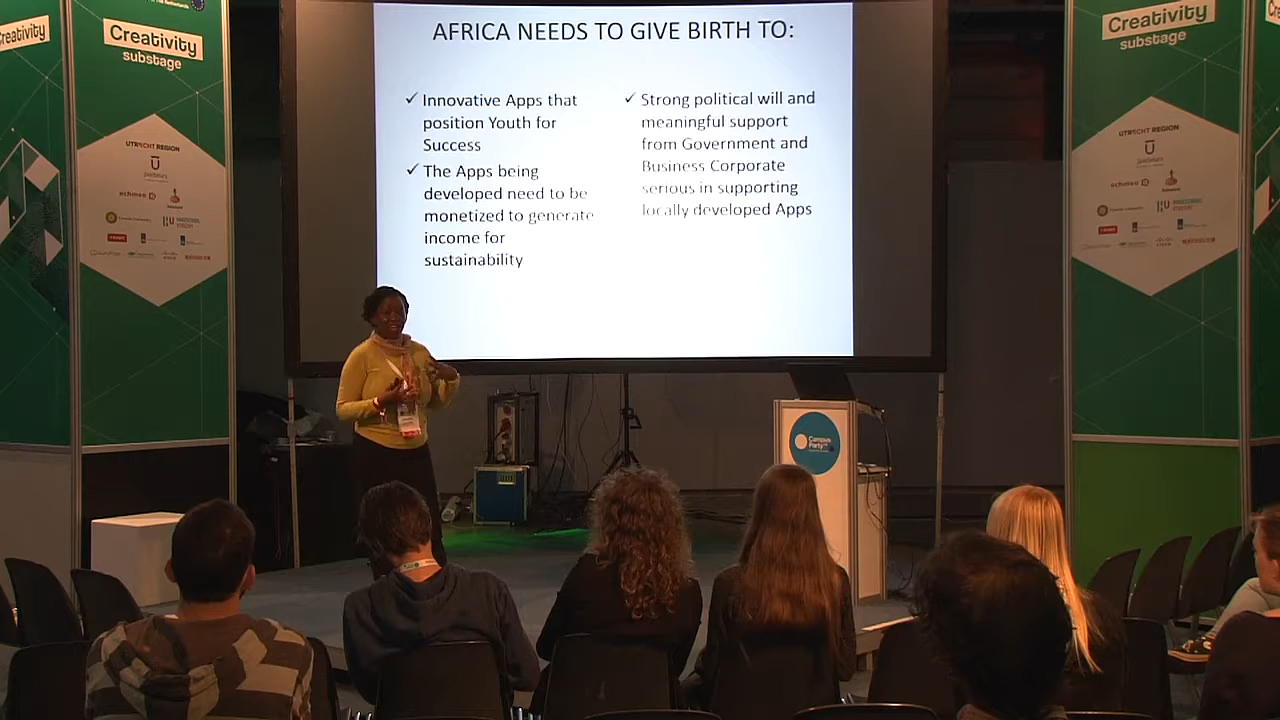 AFRICA NEEDS TO GIVE BIRTH TO:
✓ Innovative Apps that
position Youth for
Success
✓ The Apps being
developed need to be
monetized to generate
income for
sustainability
✓ Strong political will and
meaningful support
from Government and
Business Corporate
serious in supporting
locally developed Apps
Creativity
substage
UTRECHT REGION
Creativity
substage
UTRECHT REGION
Campus
Party